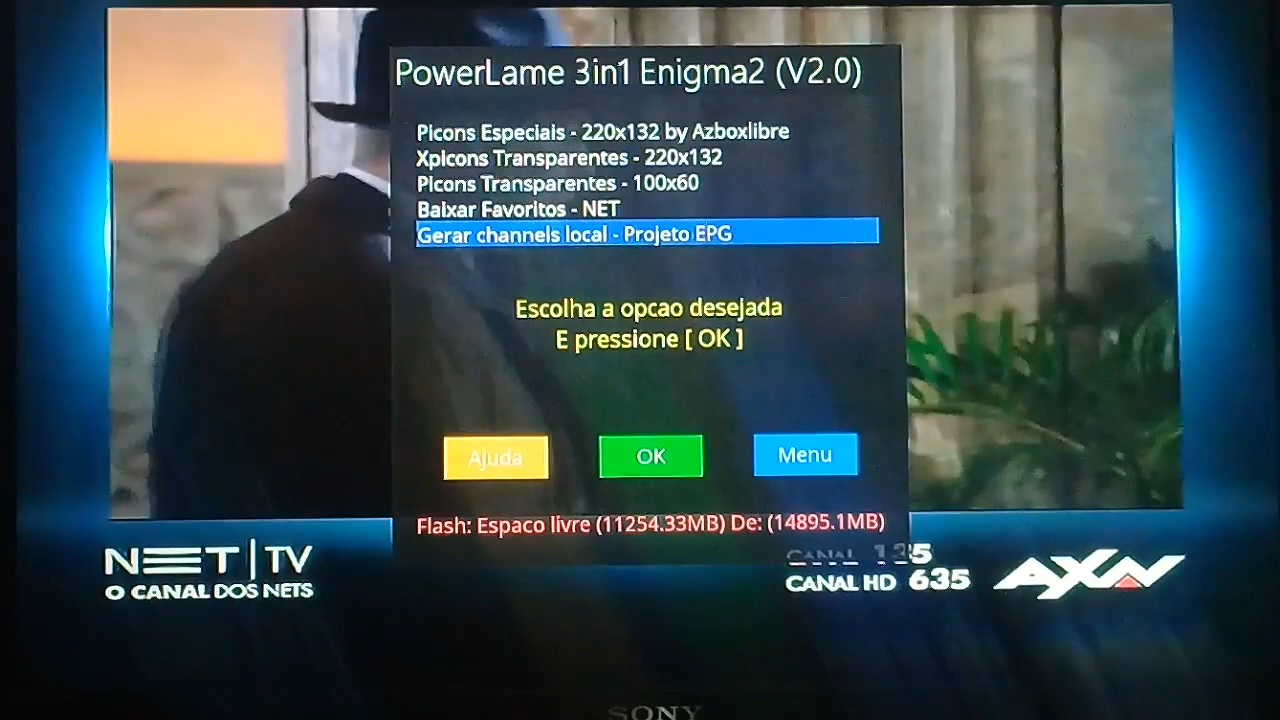 PowerLame 3in1 Enigma2 (V2.0)
Picons Especiais - 220x132 by Azboxlibre
Xpicons Transparentes - 220x132
Picons Transparentes - 100x60
Baixar Favoritos - NET
Gerar channels local - Projeto EPG
Escolha a opcao desejada
E pressione [ OK ]
Ajuda
OK
Menu
Flash: Espaco livre (11254.33MB) De: (14895.1MB)
NET | TV
O CANAL DOS NETS
CANAL 135
CANAL HD 635
AXN
SONY